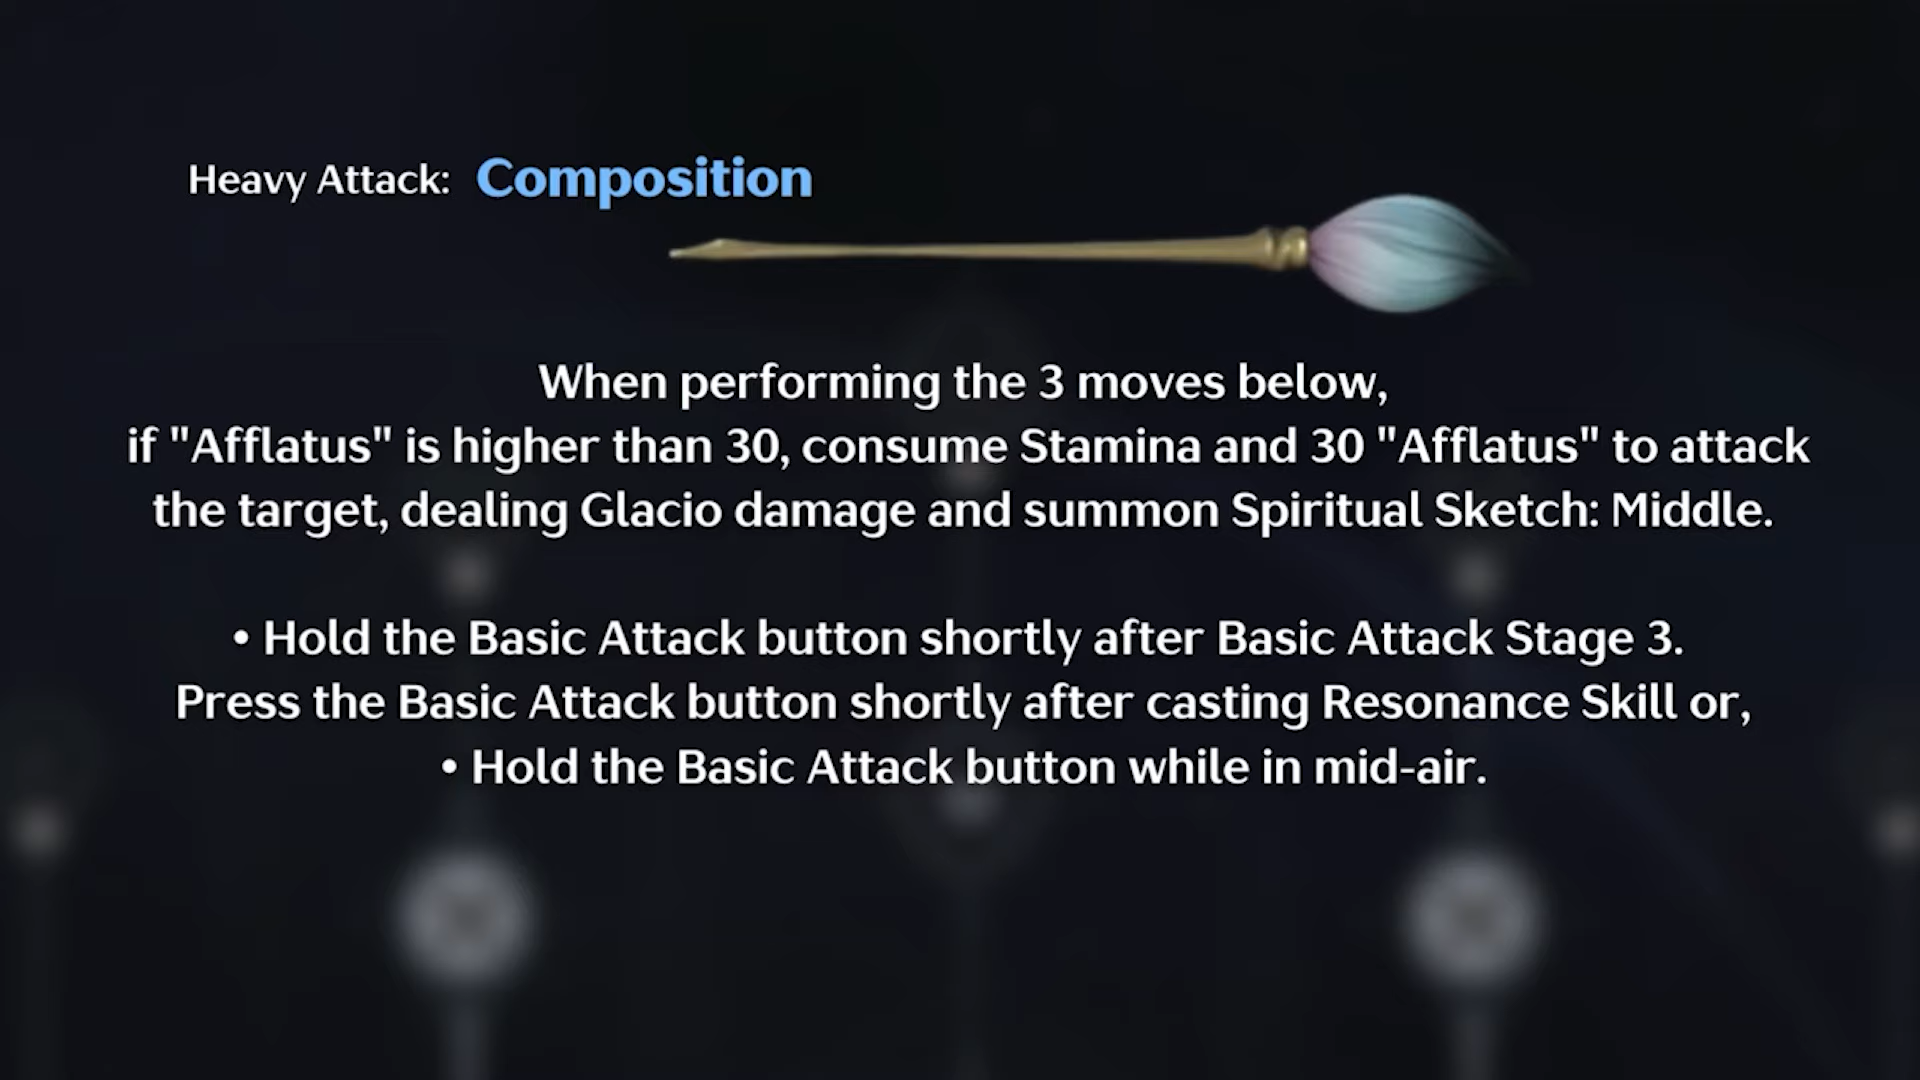 Heavy Attack: Composition
When performing the 3 moves below,
if "Afflatus" is higher than 30, consume Stamina and 30 "Afflatus" to attack
the target, dealing Glacio damage and summon Spiritual Sketch: Middle.
• Hold the Basic Attack button shortly after Basic Attack Stage 3.
Press the Basic Attack button shortly after casting Resonance Skill or,
• Hold the Basic Attack button while in mid-air.